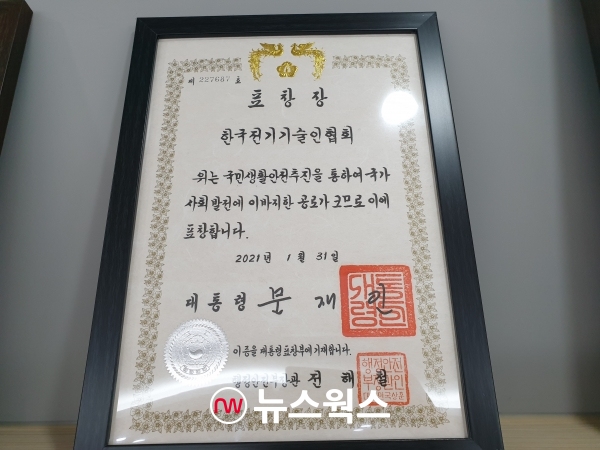 제 227687 호
표창장
한국전기기술인협회
위는 국민생활안전추진을 통하여 국가
사회발전에 이바지한 공로가 크므로 이에
표창합니다.
2021년 1월 31일
대통령 문재인
대통령의인
이 증을 대통령표창부에 기재합니다.
행정안전부장관 전해철
뉴스웍스